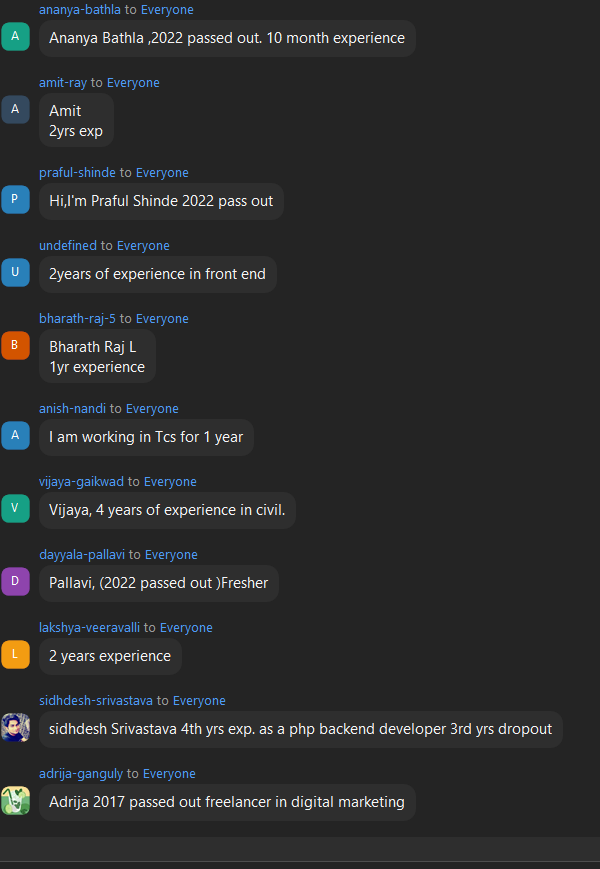 ananya-bathla to Everyone
A
Ananya Bathla ,2022 passed out. 10 month experience
amit-ray to Everyone
A
Amit
2yrs exp
praful-shinde to Everyone
P
Hi,I'm Praful Shinde 2022 pass out
undefined to Everyone
U
2years of experience in front end
bharath-raj-5 to Everyone
B
Bharath Raj L
1yr experience
anish-nandi to Everyone
A
I am working in Tcs for 1 year
vijaya-gaikwad to Everyone
V
Vijaya, 4 years of experience in civil.
dayyala-pallavi to Everyone
D
Pallavi, (2022 passed out )Fresher
lakshya-veeravalli to Everyone
L
2 years experience
sidhdesh-srivastava to Everyone
sidhdesh Srivastava 4th yrs exp. as a php backend developer 3rd yrs dropout
adrija-ganguly to Everyone
Adrija 2017 passed out freelancer in digital marketing